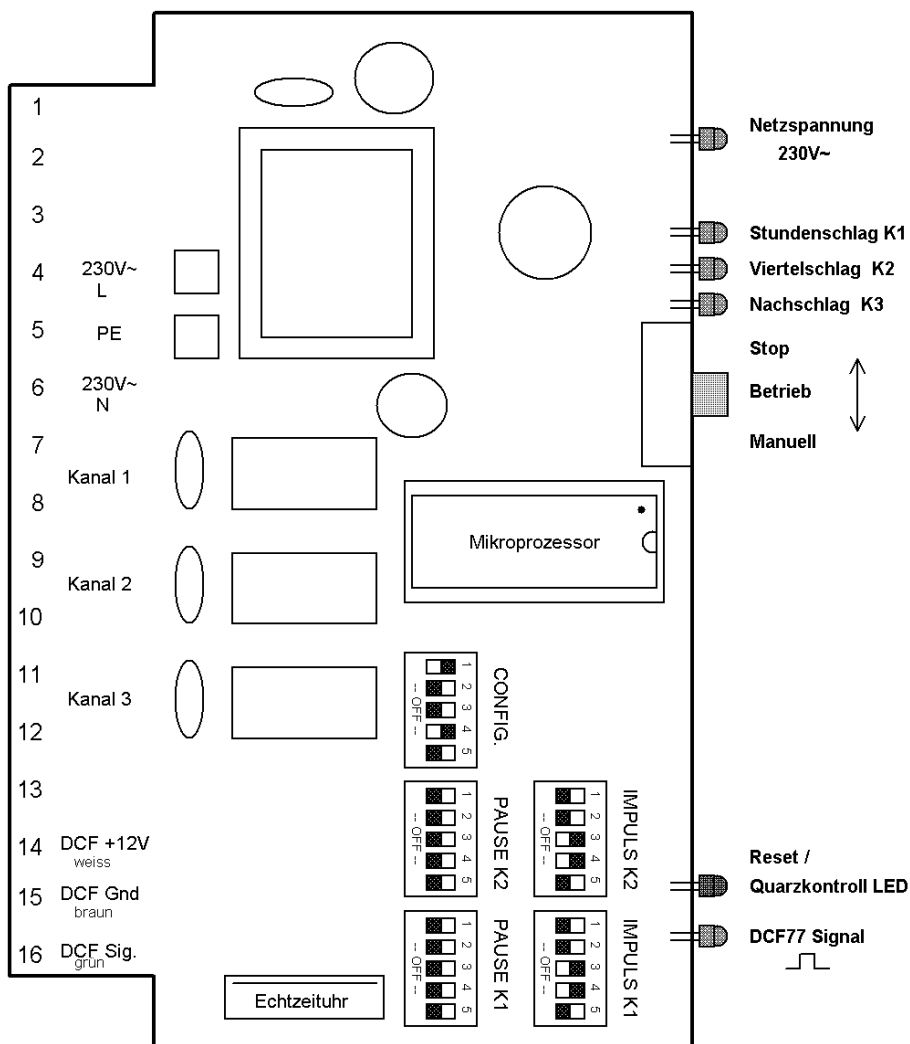 1
2
3
4
5
6
7
8
9
10
11
12
13
14
15
16
230V~
L
PE
230V~
N
Kanal 1
Kanal 2
Kanal 3
DCF +12V
weiss
DCF Gnd
braun
DCF Sig.
grün
Mikroprozessor
Echtzeituhr
1 2 3 4 5
-- OFF --
CONFIG.
1 2 3 4 5
-- OFF --
PAUSE K2
1 2 3 4 5
-- OFF --
IMPULS K2
1 2 3 4 5
-- OFF --
PAUSE K1
1 2 3 4 5
-- OFF --
IMPULS K1
Netzspannung
230V~
Stundenschlag K1
Viertelschlag K2
Nachschlag K3
Stop
Betrieb
Manuell
Reset /
Quarzkontroll LED
DCF77 Signal